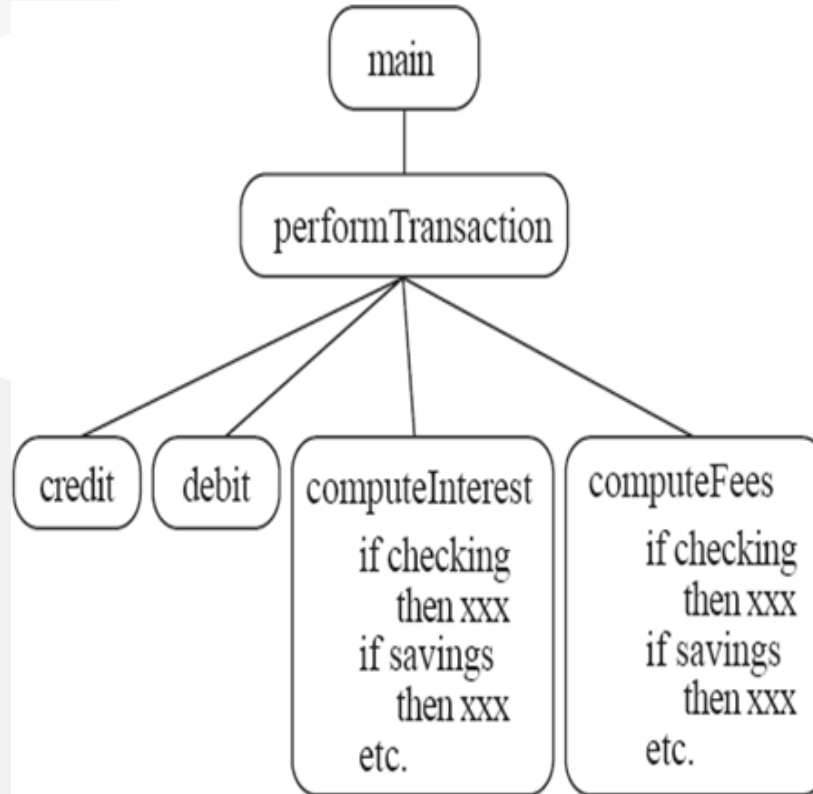 main
performTransaction
credit
debit
computeInterest
if checking
then xxx
if savings
then xxx
etc.
computeFees
if checking
then xxx
if savings
then xxx
etc.